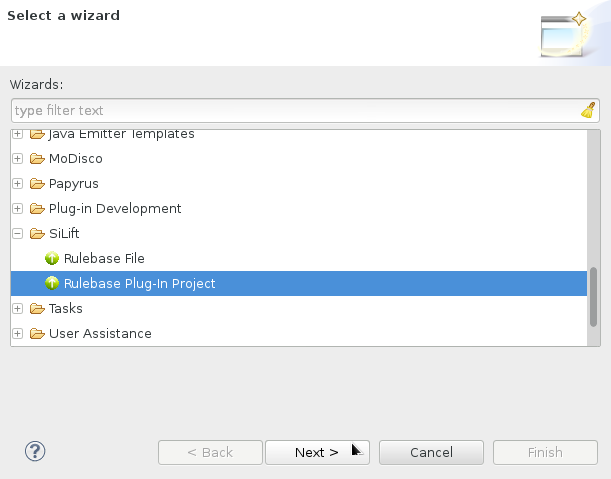 Select a wizard
Wizards:
type filter text
Java Emitter Templates
MoDisco
Papyrus
Plug-in Development
SiLift
Rulebase File
Rulebase Plug-In Project
Tasks
User Assistance
?
< Back
Next >
Cancel
Finish